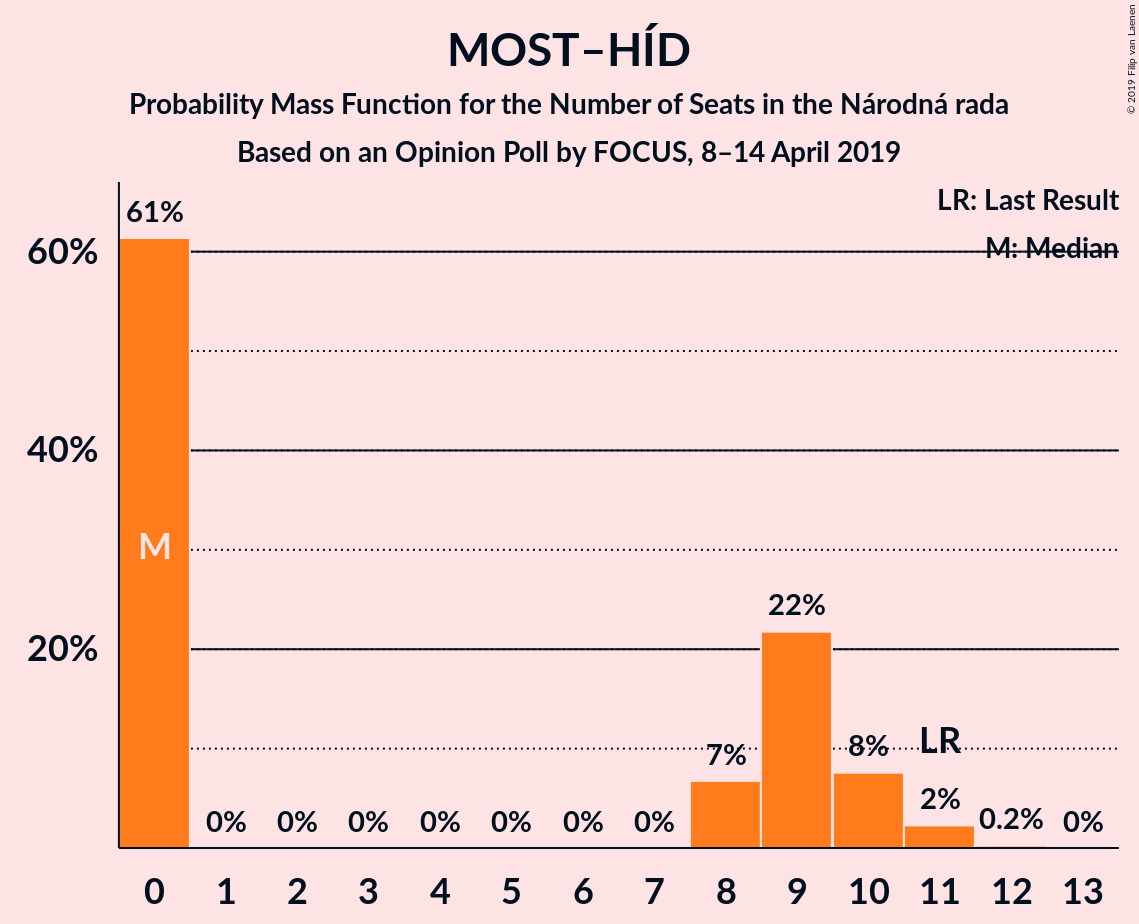 MOST–HÍD
Probability Mass Function for the Number of Seats in the Národná rada
Based on an Opinion Poll by FOCUS, 8–14 April 2019
© 2019 Filip van Laenen
LR: Last Result
M: Median
60%
40%
20%
61%
0%
0%
0%
0%
0%
0%
0%
7%
22%
8%
2%
0.2%
0%
M
LR
0 1 2 3 4 5 6 7 8 9 10 11 12 13